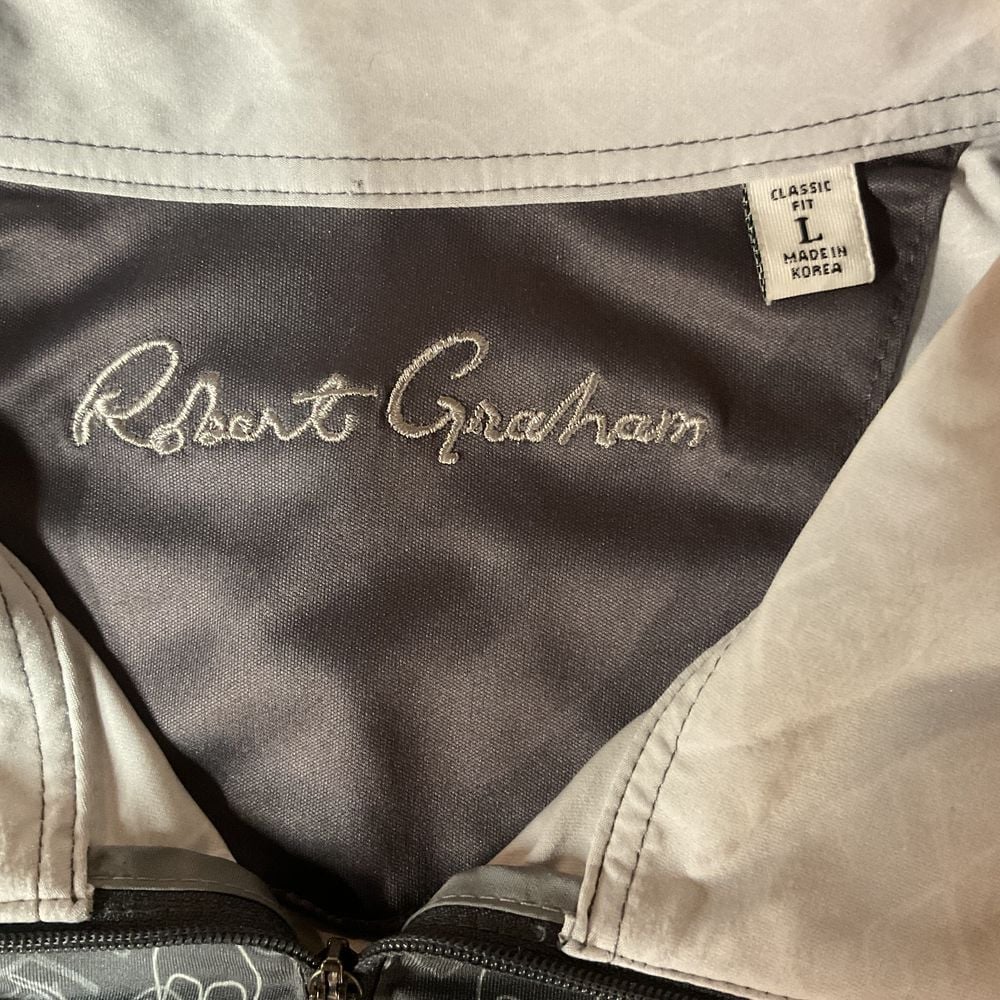 CLASSIC
FIT
L
MADE IN
KOREA
Robert Graham